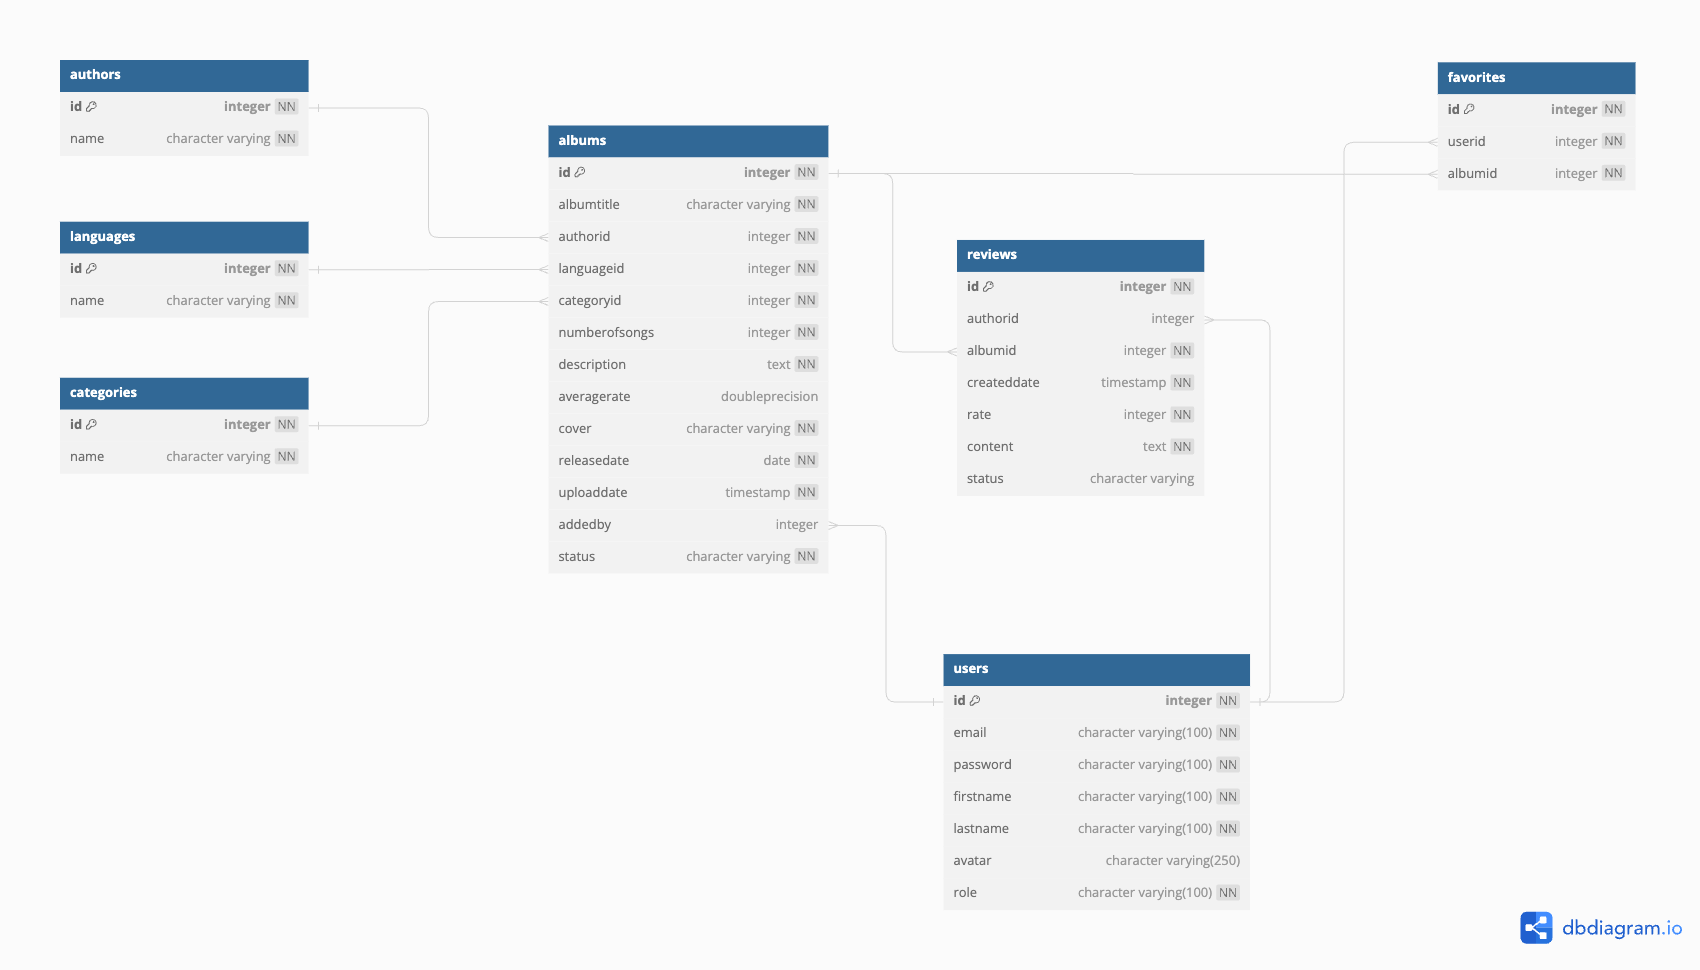 authors
id integer NN
name character varying NN
languages
id integer NN
name character varying NN
categories
id integer NN
name character varying NN
albums
id integer NN
albumtitle character varying NN
authorid integer NN
languageid integer NN
categoryid integer NN
numberofsongs integer NN
description text NN
averagerate doubleprecision
cover character varying NN
releasedate date NN
uploaddate timestamp NN
addedby integer
status character varying NN
reviews
id integer NN
authorid integer
albumid integer NN
createddate timestamp NN
rate integer NN
content text NN
status character varying
users
id integer NN
email character varying(100) NN
password character varying(100) NN
firstname character varying(100) NN
lastname character varying(100) NN
avatar character varying(250)
role character varying(100) NN
favorites
id integer NN
userid integer NN
albumid integer NN
dbdiagram.io